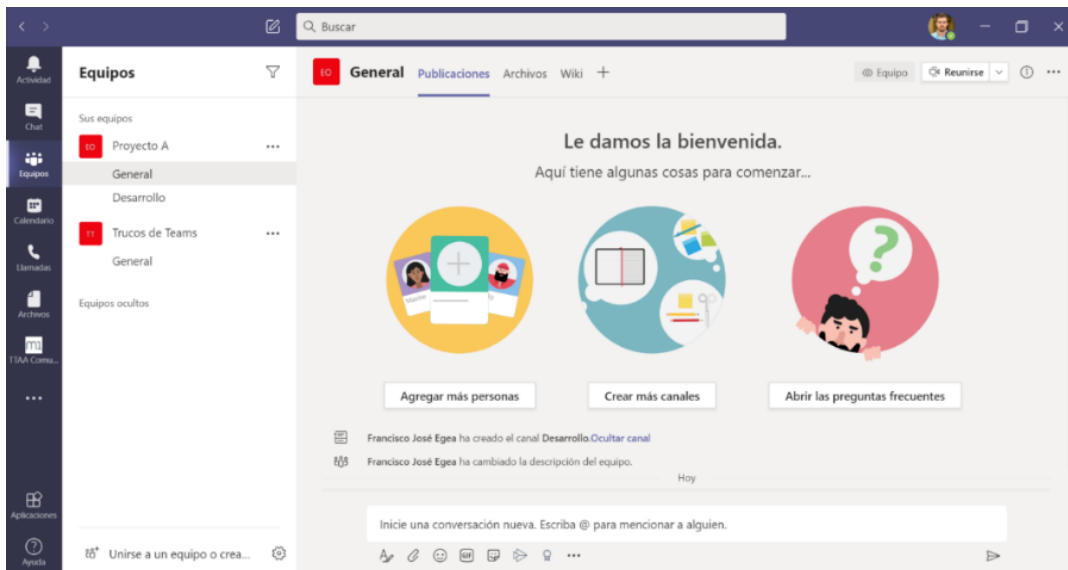 Buscar
Actividad
Chat
Equipos
Calendario
Llamadas
Archivos
m1
TTAA Comu...
Aplicaciones
Ayuda
Equipos
Sus equipos
EO Proyecto A
General
Desarrollo
TT Trucos de Teams
General
Equipos ocultos
Unirse a un equipo o crea...
EO General Publicaciones Archivos Wiki
Equipo Reunirse
Le damos la bienvenida.
Aquí tiene algunas cosas para comenzar...
Maxine
Agregar más personas
Crear más canales
Abrir las preguntas frecuentes
Francisco José Egea ha creado el canal Desarrollo.Ocultar canal
Francisco José Egea ha cambiado la descripción del equipo.
Hoy
Inicie una conversación nueva. Escriba @ para mencionar a alguien.
GIF